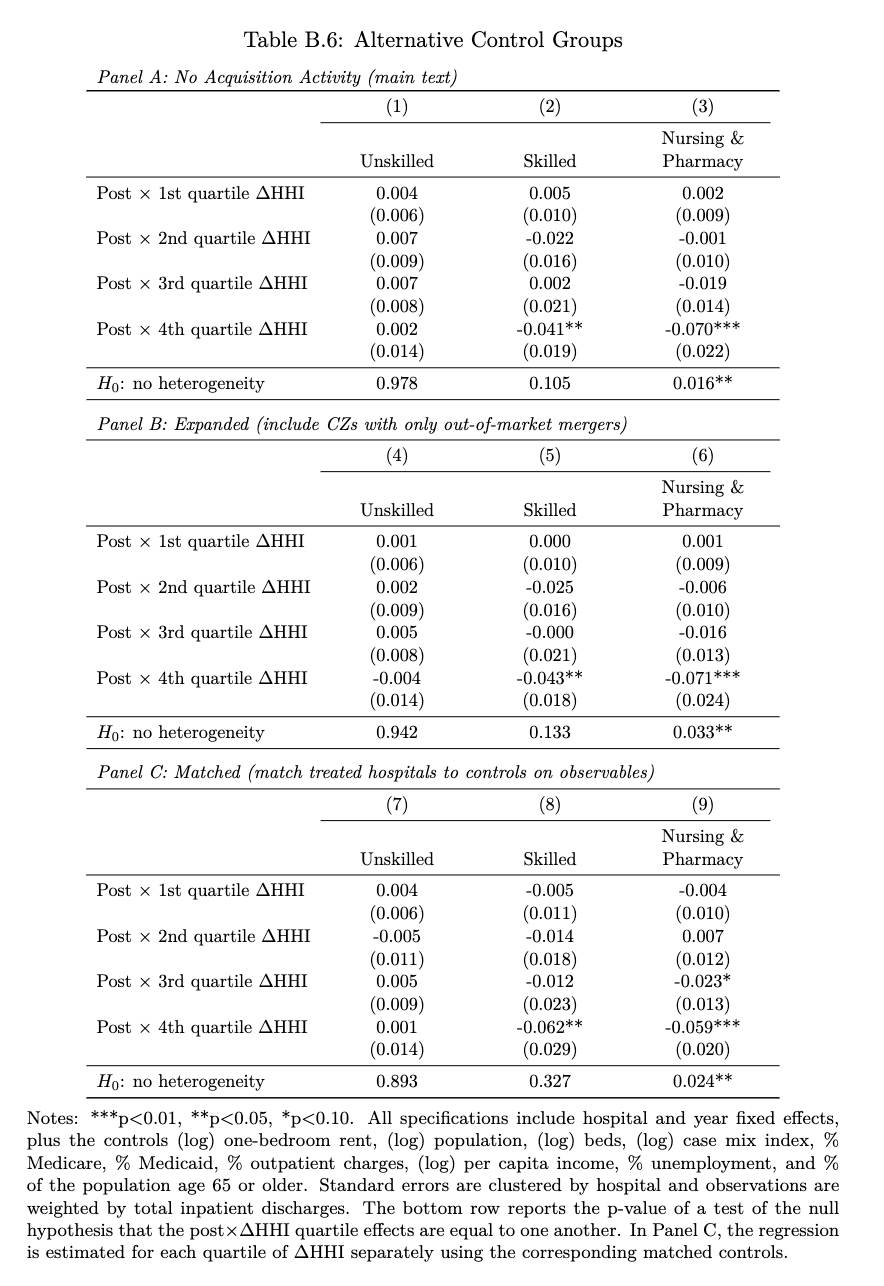 Table B.6: Alternative Control Groups
Panel A: No Acquisition Activity (main text)
(1) (2) (3)
Nursing &
Unskilled Skilled Pharmacy
Post × 1st quartile ΔHHI 0.004 0.005 0.002
(0.006) (0.010) (0.009)
Post × 2nd quartile ΔHHI 0.007 -0.022 -0.001
(0.009) (0.016) (0.010)
Post × 3rd quartile ΔHHI 0.007 0.002 -0.019
(0.008) (0.021) (0.014)
Post × 4th quartile ΔHHI 0.002 -0.041** -0.070***
(0.014) (0.019) (0.022)
H₀: no heterogeneity 0.978 0.105 0.016**
Panel B: Expanded (include CZs with only out-of-market mergers)
(4) (5) (6)
Nursing &
Unskilled Skilled Pharmacy
Post × 1st quartile ΔHHI 0.001 0.000 0.001
(0.006) (0.010) (0.009)
Post × 2nd quartile ΔHHI 0.002 -0.025 -0.006
(0.009) (0.016) (0.010)
Post × 3rd quartile ΔHHI 0.005 -0.000 -0.016
(0.008) (0.021) (0.013)
Post × 4th quartile ΔHHI -0.004 -0.043** -0.071***
(0.014) (0.018) (0.024)
H₀: no heterogeneity 0.942 0.133 0.033**
Panel C: Matched (match treated hospitals to controls on observables)
(7) (8) (9)
Nursing &
Unskilled Skilled Pharmacy
Post × 1st quartile ΔHHI 0.004 -0.005 -0.004
(0.006) (0.011) (0.010)
Post × 2nd quartile ΔHHI -0.005 -0.014 0.007
(0.011) (0.018) (0.012)
Post × 3rd quartile ΔHHI 0.005 -0.012 -0.023*
(0.009) (0.023) (0.013)
Post × 4th quartile ΔHHI 0.001 -0.062** -0.059***
(0.014) (0.029) (0.020)
H₀: no heterogeneity 0.893 0.327 0.024**
Notes: ***p<0.01, **p<0.05, *p<0.10. All specifications include hospital and year fixed effects,
plus the controls (log) one-bedroom rent, (log) population, (log) beds, (log) case mix index, %
Medicare, % Medicaid, % outpatient charges, (log) per capita income, % unemployment, and %
of the population age 65 or older. Standard errors are clustered by hospital and observations are
weighted by total inpatient discharges. The bottom row reports the p-value of a test of the null
hypothesis that the post×ΔHHI quartile effects are equal to one another. In Panel C, the regression
is estimated for each quartile of ΔHHI separately using the corresponding matched controls.